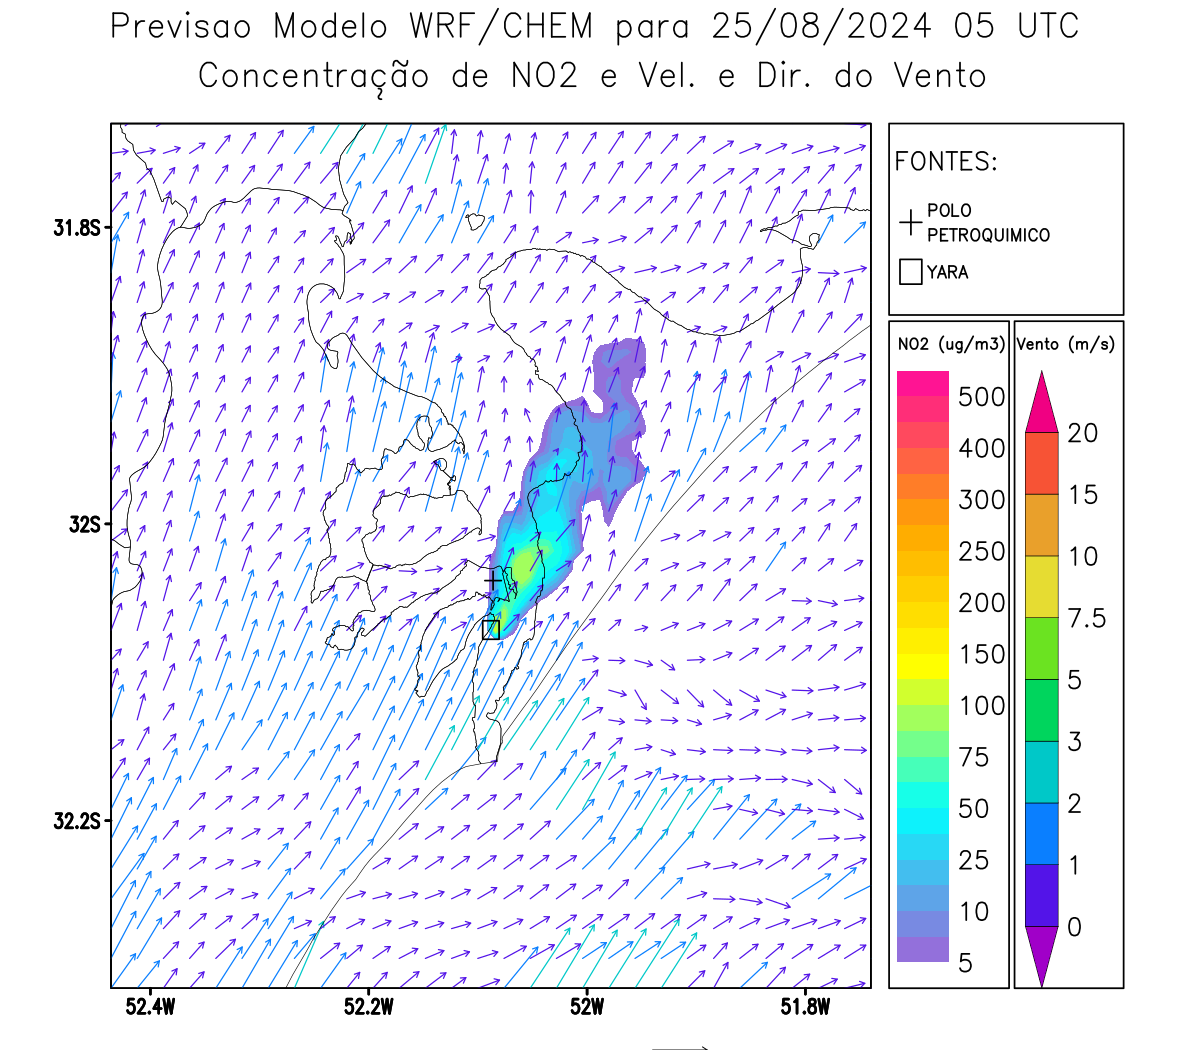 Previsao Modelo WRF/CHEM para 25/08/2024 05 UTC
Concentração de NO2 e Vel. e Dir. do Vento
FONTES:
POLO
PETROQUIMICO
YARA
NO2 (ug/m3)
500
400
300
250
200
150
100
75
50
25
10
5
Vento (m/s)
20
15
10
7.5
5
3
2
1
0
31.8S
32S
32.2S
52.4W
52.2W
52W
51.8W